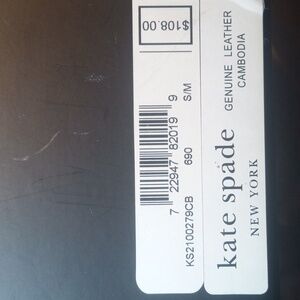 $108.00
7 22947 82019 9
690 S/M
KS2100279CB
kate spade
NEW YORK
GENUINE LEATHER
CAMBODIA